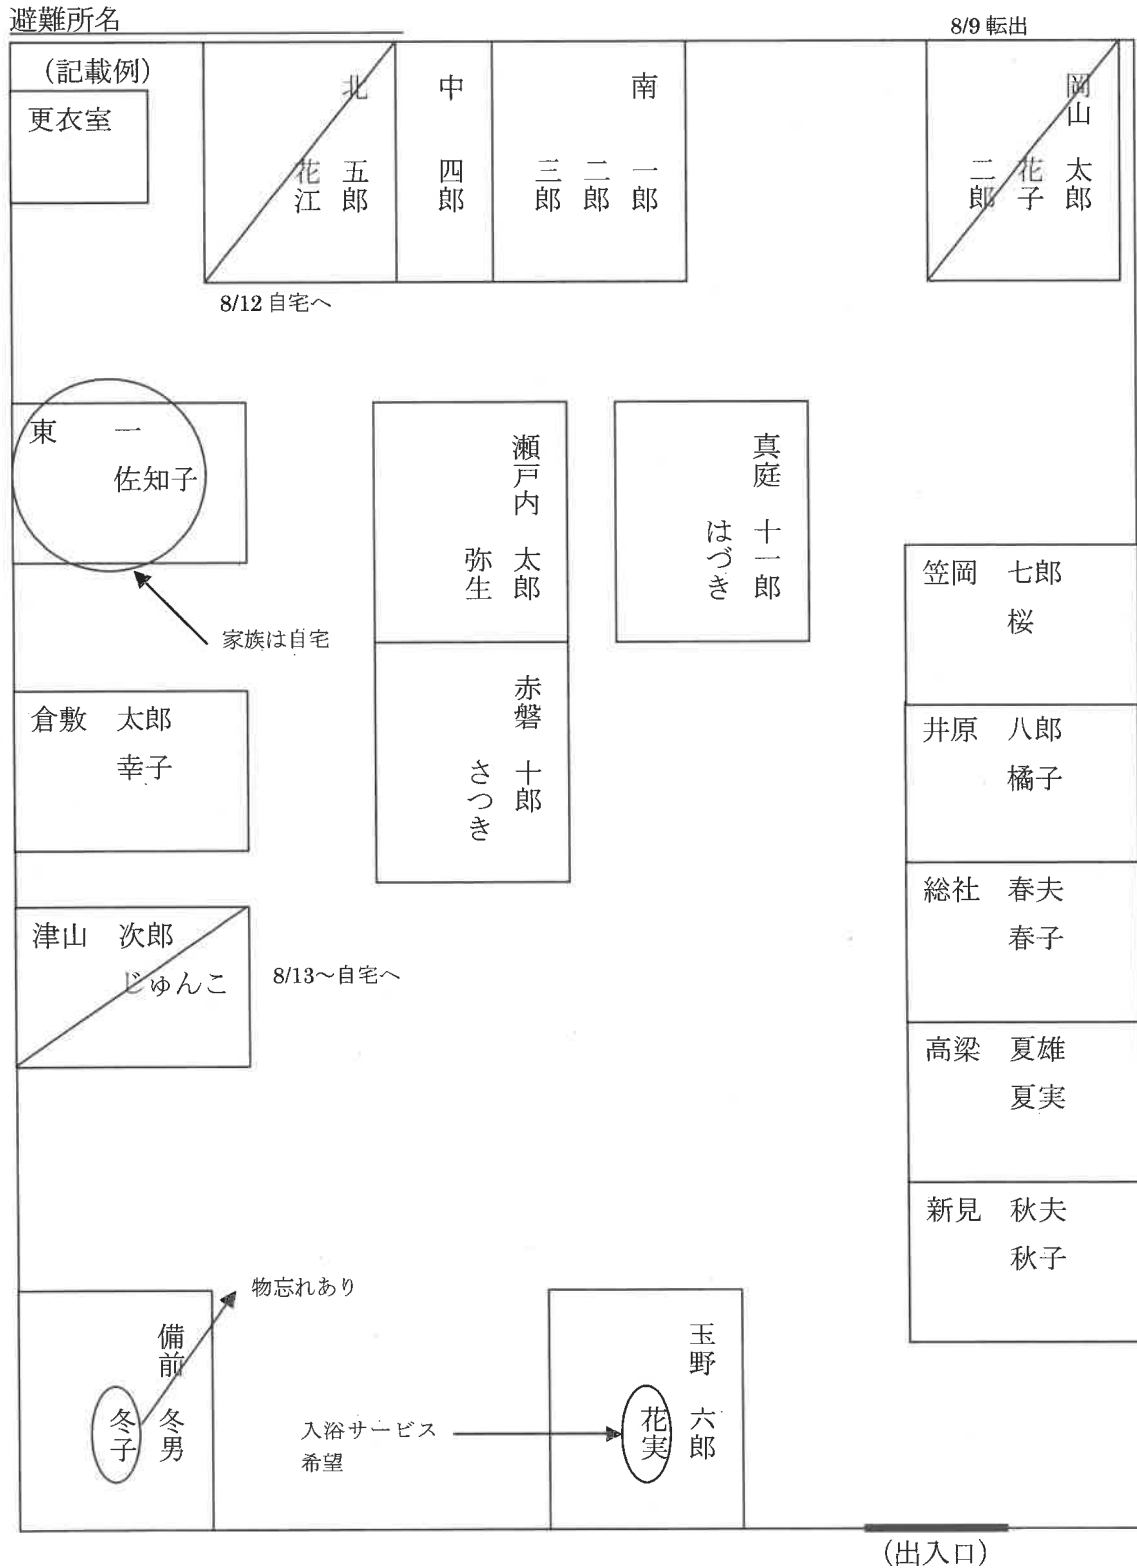 避難所名
8/9 転出
(記載例)
更衣室
北 五郎
花江
8/12 自宅へ
中 四郎
南 一郎
二郎
三郎
岡山 太郎
花子
二郎
東 一
佐知子
家族は自宅
瀬戸内 太郎
弥生
真庭 十一郎
はづき
赤磐 十郎
さつき
倉敷 太郎
幸子
津山 次郎
じゅんこ
8/13～自宅へ
笠岡 七郎
桜
井原 八郎
橘子
総社 春夫
春子
高梁 夏雄
夏実
新見 秋夫
秋子
物忘れあり
備前 冬男
冬子
入浴サービス
希望
玉野 六郎
花実
(出入口)